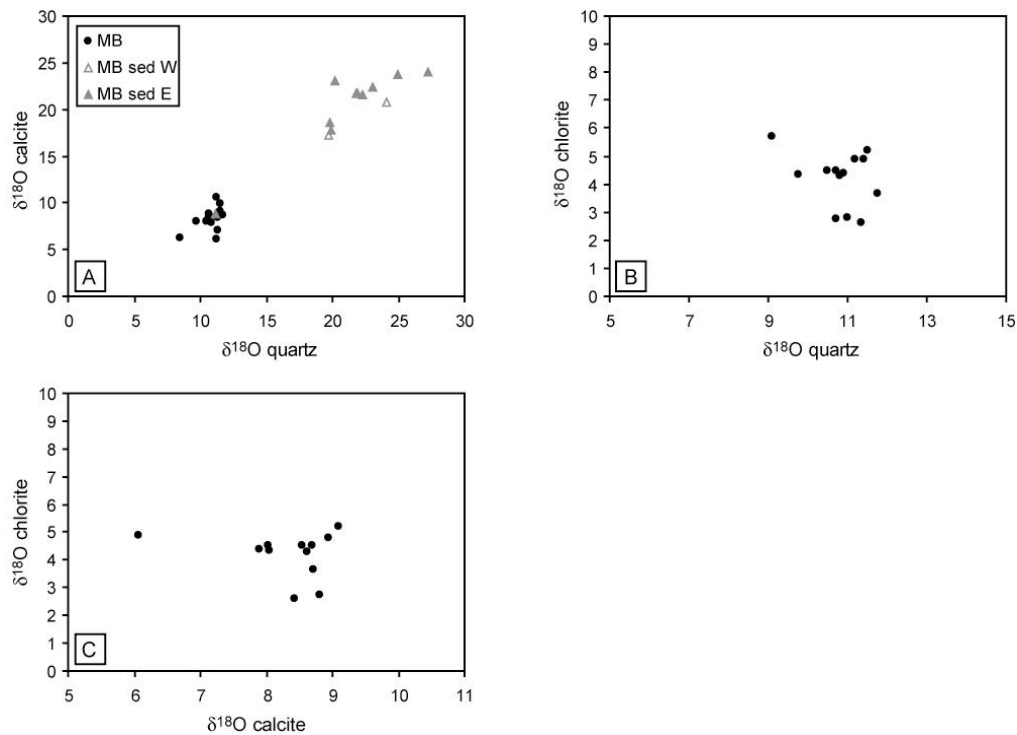 30
25
20
15
10
5
0
δ18O calcite
MB
MB sed W
MB sed E
A
0 5 10 15 20 25 30
δ18O quartz
10
9
8
7
6
5
4
3
2
1
0
δ18O chlorite
B
5 7 9 11 13 15
δ18O quartz
10
9
8
7
6
5
4
3
2
1
0
δ18O chlorite
C
5 6 7 8 9 10 11
δ18O calcite